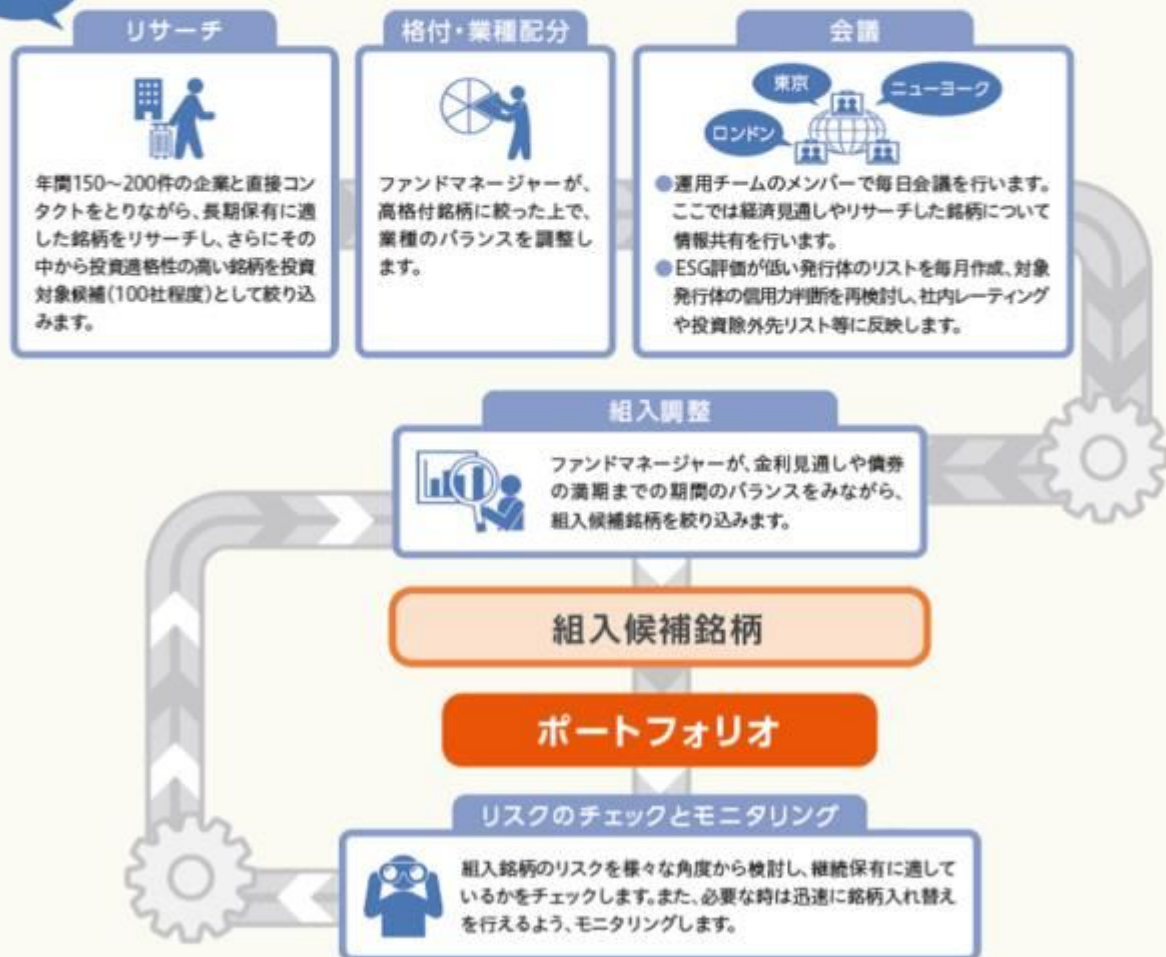 リサーチ
年間150～200件の企業と直接コン
タクトをとりながら、長期保有に適
した銘柄をリサーチし、さらにその
中から投資適格性の高い銘柄を投資
対象候補(100社程度)として絞り込
みます。
格付・業種配分
ファンドマネージャーが、
高格付銘柄に絞った上で、
業種のバランスを調整し
ます。
会議
東京
ニューヨーク
ロンドン
●運用チームのメンバーで毎日会議を行います。
ここでは経済見通しやリサーチした銘柄について
情報共有を行います。
●ESG評価が低い発行体のリストを毎月作成、対象
発行体の信用力判断を再検討し、社内レーティング
や投資除外先リスト等に反映します。
組入調整
ファンドマネージャーが、金利見通しや債券
の満期までの期間のバランスをみながら、
組入候補銘柄を絞り込みます。
組入候補銘柄
ポートフォリオ
リスクのチェックとモニタリング
組入銘柄のリスクを様々な角度から検討し、継続保有に適して
いるかをチェックします。また、必要な時は迅速に銘柄入れ替え
を行えるよう、モニタリングします。